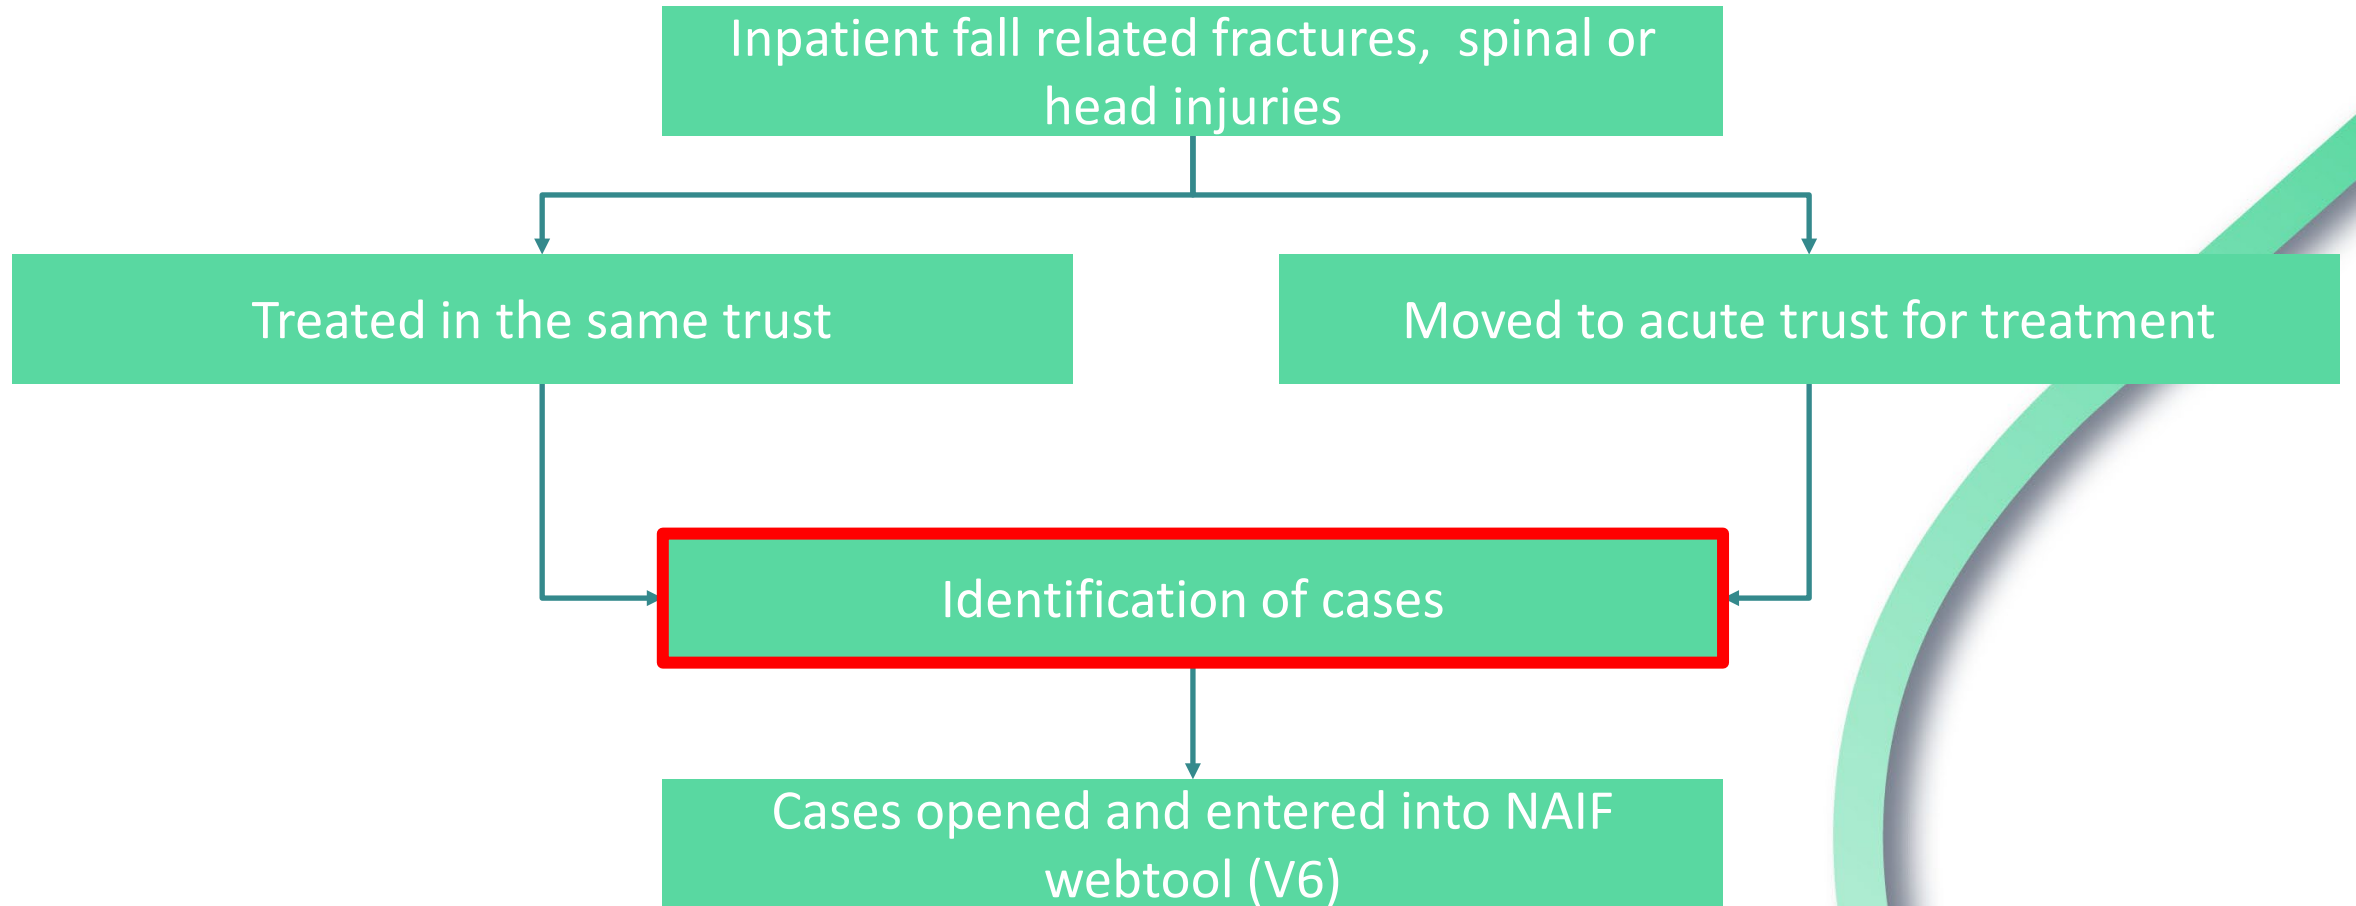 Inpatient fall related fractures,  spinal or
head injuries
Treated in the same trust
Moved to acute trust for treatment
Identification of cases
Cases opened and entered into NAIF
webtool (V6)